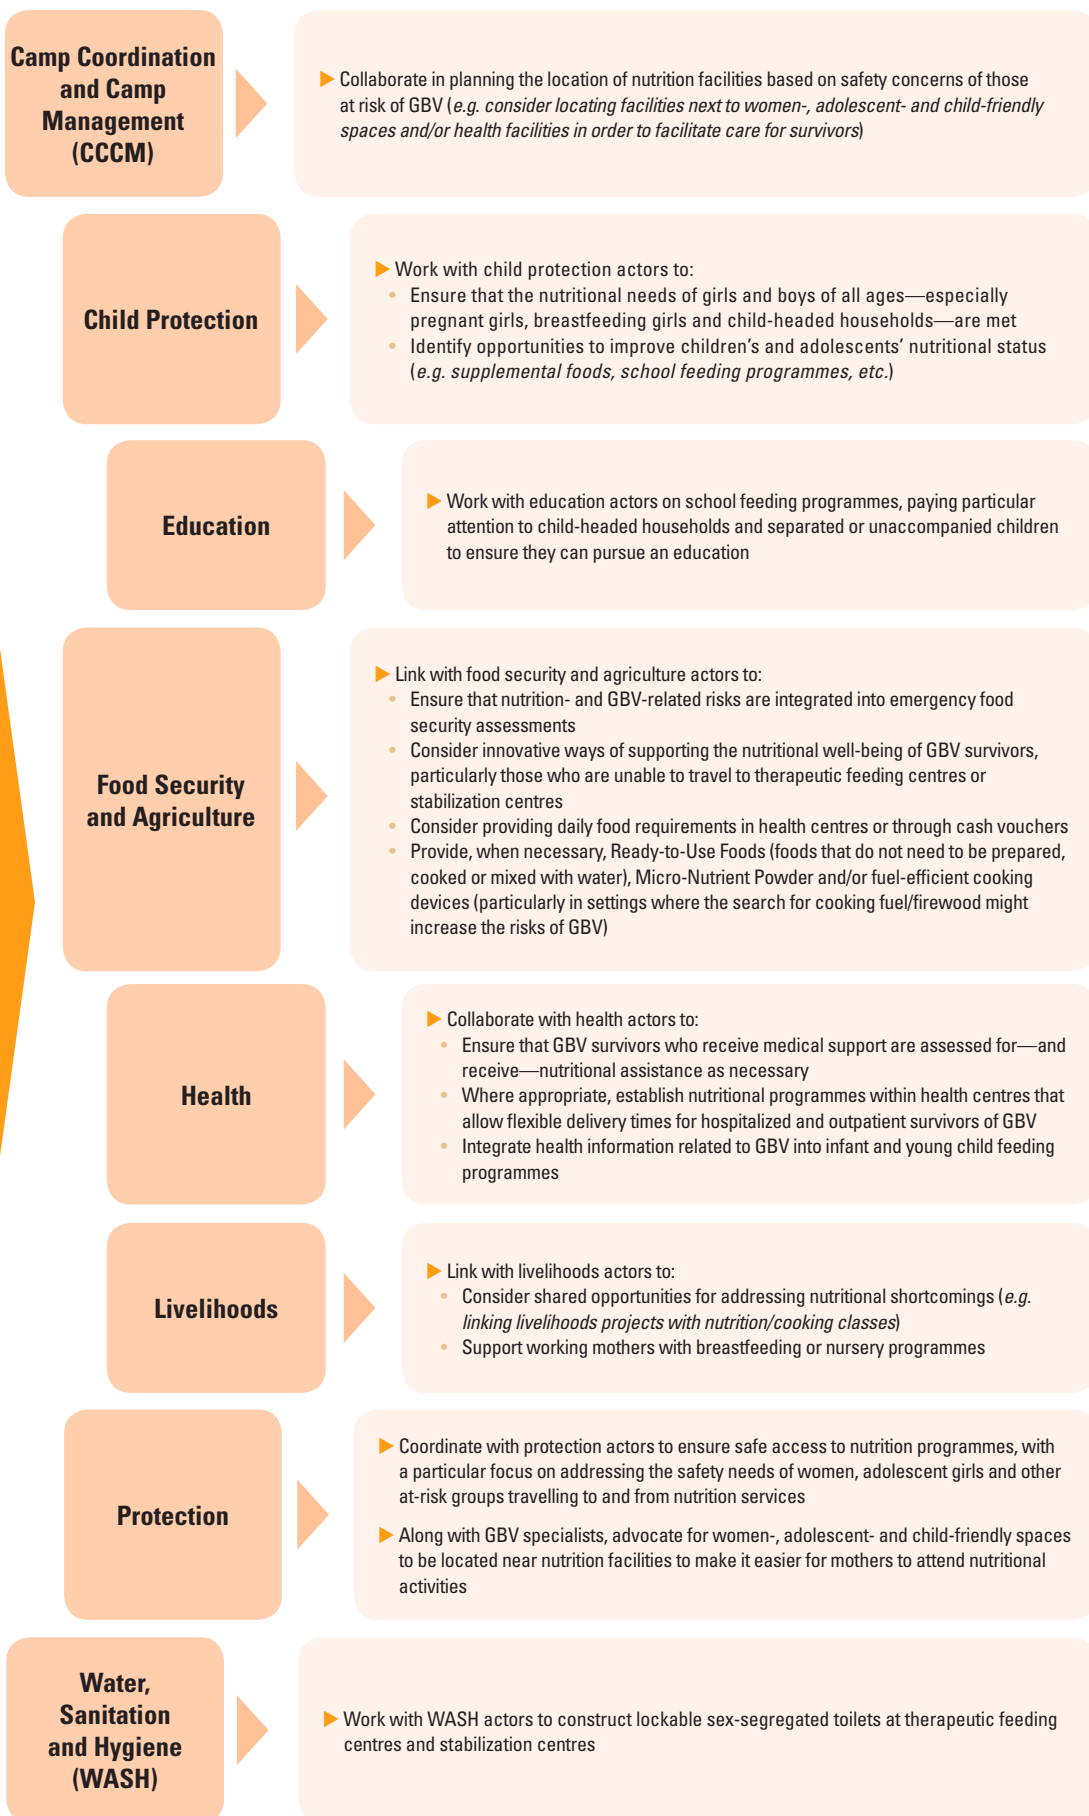 Camp Coordination
and Camp
Management
(CCCM)
▶ Collaborate in planning the location of nutrition facilities based on safety concerns of those
at risk of GBV (e.g. consider locating facilities next to women-, adolescent- and child-friendly
spaces and/or health facilities in order to facilitate care for survivors)
Child Protection
▶ Work with child protection actors to:
• Ensure that the nutritional needs of girls and boys of all ages—especially
pregnant girls, breastfeeding girls and child-headed households—are met
• Identify opportunities to improve children’s and adolescents’ nutritional status
(e.g. supplemental foods, school feeding programmes, etc.)
Education
▶ Work with education actors on school feeding programmes, paying particular
attention to child-headed households and separated or unaccompanied children
to ensure they can pursue an education
Food Security
and Agriculture
▶ Link with food security and agriculture actors to:
• Ensure that nutrition- and GBV-related risks are integrated into emergency food
security assessments
• Consider innovative ways of supporting the nutritional well-being of GBV survivors,
particularly those who are unable to travel to therapeutic feeding centres or
stabilization centres
• Consider providing daily food requirements in health centres or through cash vouchers
• Provide, when necessary, Ready-to-Use Foods (foods that do not need to be prepared,
cooked or mixed with water), Micro-Nutrient Powder and/or fuel-efficient cooking
devices (particularly in settings where the search for cooking fuel/firewood might
increase the risks of GBV)
Health
▶ Collaborate with health actors to:
• Ensure that GBV survivors who receive medical support are assessed for—and
receive—nutritional assistance as necessary
• Where appropriate, establish nutritional programmes within health centres that
allow flexible delivery times for hospitalized and outpatient survivors of GBV
• Integrate health information related to GBV into infant and young child feeding
programmes
Livelihoods
▶ Link with livelihoods actors to:
• Consider shared opportunities for addressing nutritional shortcomings (e.g.
linking livelihoods projects with nutrition/cooking classes)
• Support working mothers with breastfeeding or nursery programmes
Protection
▶ Coordinate with protection actors to ensure safe access to nutrition programmes, with
a particular focus on addressing the safety needs of women, adolescent girls and other
at-risk groups travelling to and from nutrition services
▶ Along with GBV specialists, advocate for women-, adolescent- and child-friendly spaces
to be located near nutrition facilities to make it easier for mothers to attend nutritional
activities
Water,
Sanitation
and Hygiene
(WASH)
▶ Work with WASH actors to construct lockable sex-segregated toilets at therapeutic feeding
centres and stabilization centres